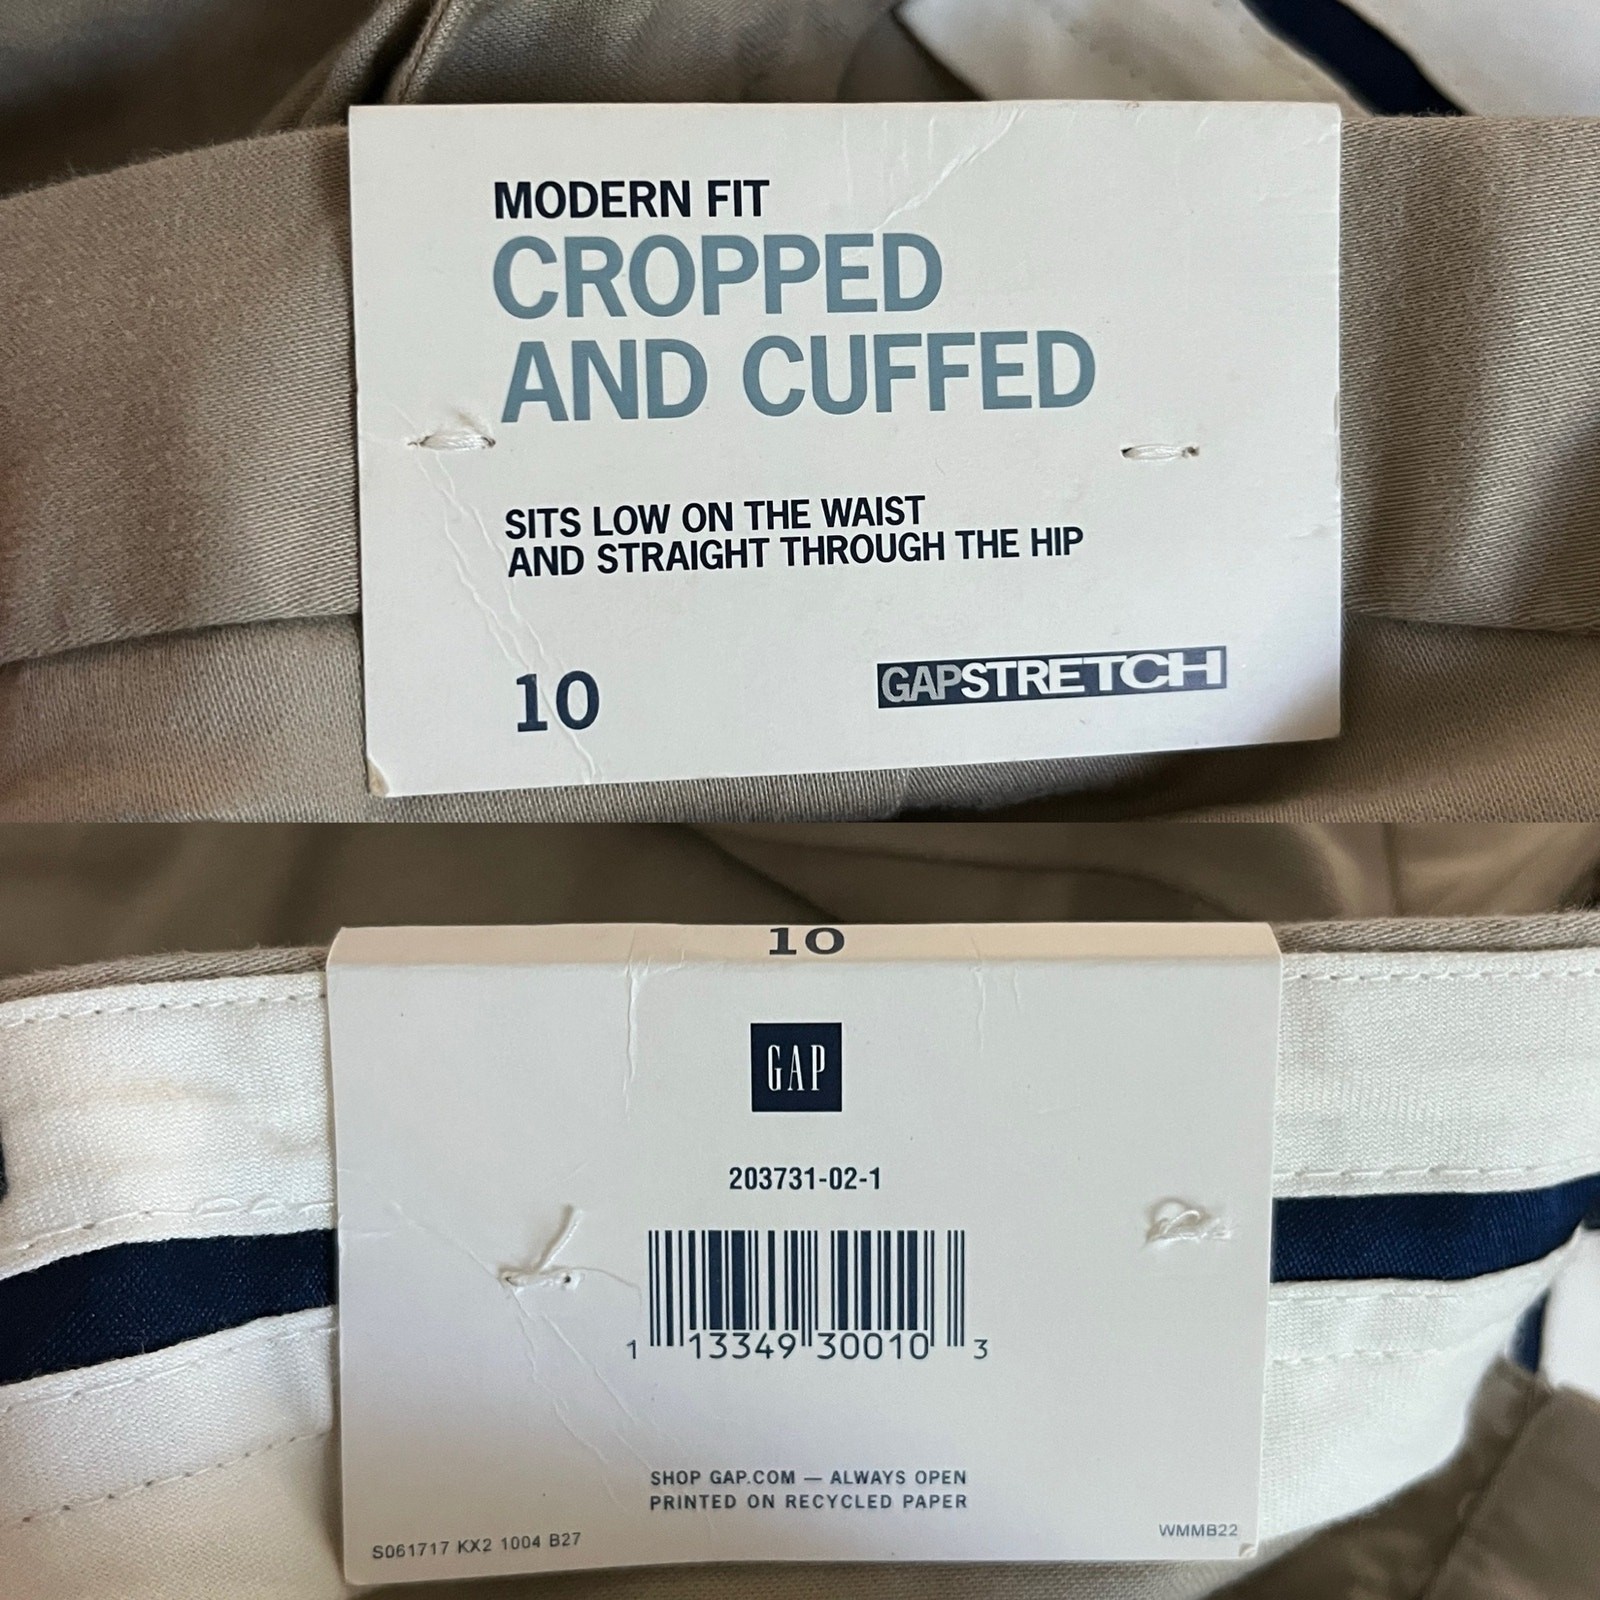 MODERN FIT
CROPPED
AND CUFFED
SITS LOW ON THE WAIST
AND STRAIGHT THROUGH THE HIP
10
GAPSTRETCH
10
GAP
203731-02-1
1 13349 30010 3
SHOP GAP.COM — ALWAYS OPEN
PRINTED ON RECYCLED PAPER
S061717 KX2 1004 B27
WMMB22